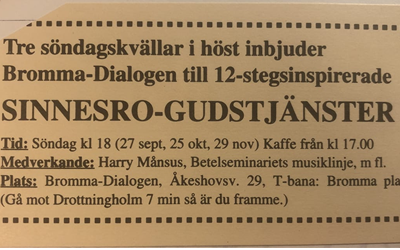 Tre söndagskvällar i höst inbjuder
Bromma-Dialogen till 12-stegsinspirerade
SINNESRO-GUDSTJÄNSTER
Tid: Söndag kl 18 (27 sept, 25 okt, 29 nov) Kaffe från kl 17.00
Medverkande: Harry Månsus, Betelseminariets musiklinje, m fl.
Plats: Bromma-Dialogen, Åkeshovsv. 29, T-bana: Bromma pla
(Gå mot Drottningholm 7 min så är du framme.)